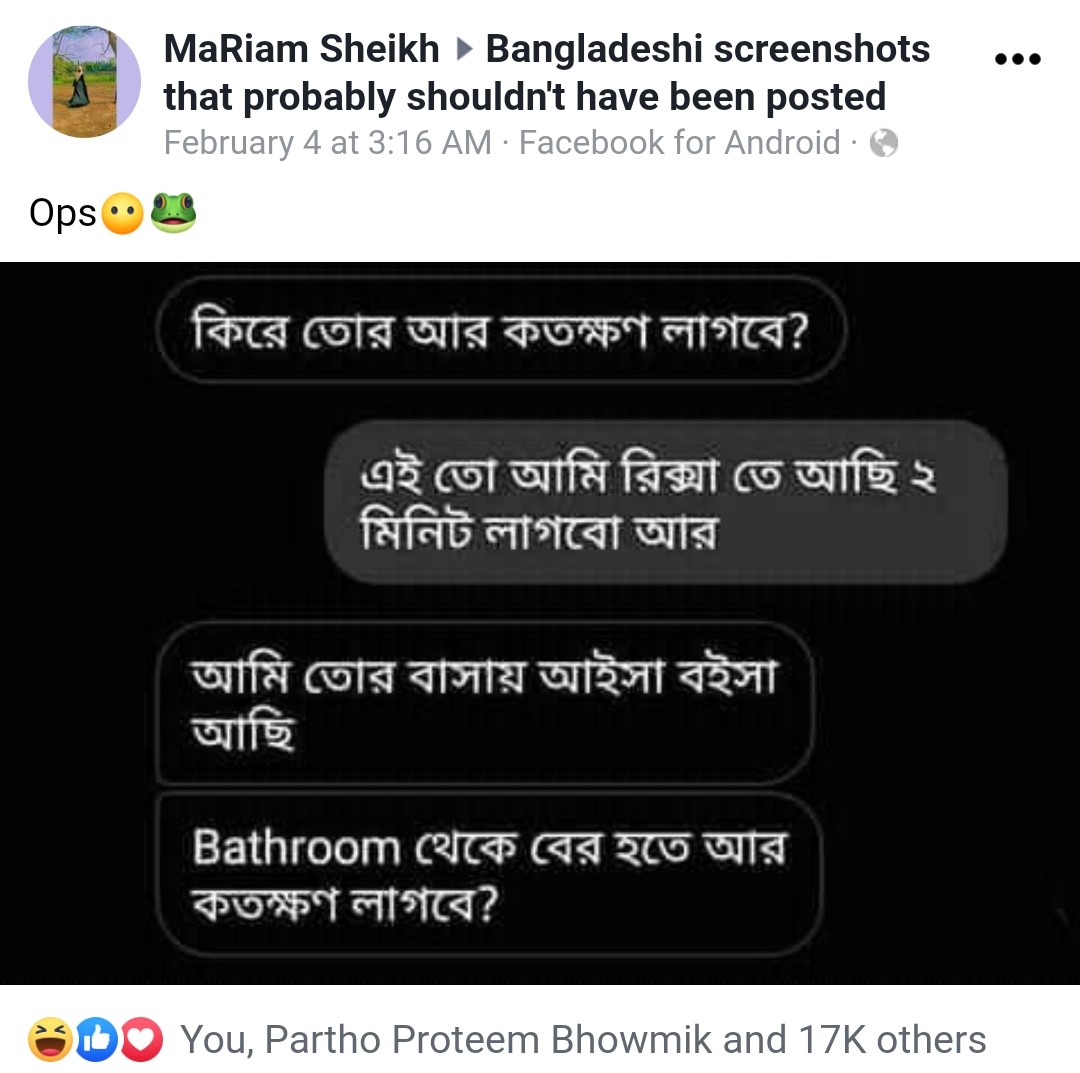 MaRiam Sheikh ▸ Bangladeshi screenshots
that probably shouldn't have been posted
February 4 at 3:16 AM · Facebook for Android ·
Ops😶🐸
কিরে তোর আর কতক্ষণ লাগবে?
এই তো আমি রিক্সা তে আছি ২
মিনিট লাগবো আর
আমি তোর বাসায় আইসা বইসা
আছি
Bathroom থেকে বের হতে আর
কতক্ষণ লাগবে?
You, Partho Proteem Bhowmik and 17K others